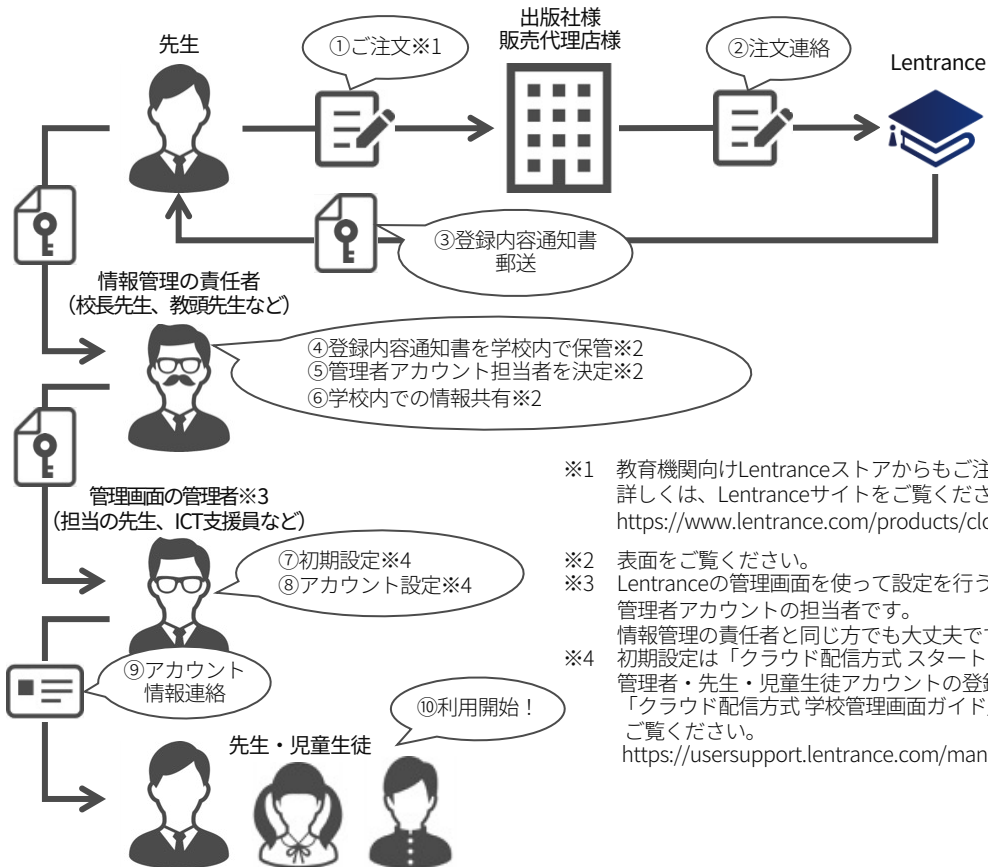 先生
①ご注文※1
出版社様
販売代理店様
②注文連絡
Lentrance
③登録内容通知書
郵送
情報管理の責任者
（校長先生、教頭先生など）
④登録内容通知書を学校内で保管※2
⑤管理者アカウント担当者を決定※2
⑥学校内での情報共有※2
管理画面の管理者※3
（担当の先生、ICT支援員など）
⑦初期設定※4
⑧アカウント設定※4
⑨アカウント
情報連絡
⑩利用開始！
先生・児童生徒
※1 教育機関向けLentranceストアからもご注
詳しくは、Lentranceサイトをご覧くださ
https://www.lentrance.com/products/clo
※2 表面をご覧ください。
※3 Lentranceの管理画面を使って設定を行う
管理者アカウントの担当者です。
情報管理の責任者と同じ方でも大丈夫で
※4 初期設定は「クラウド配信方式 スタート
管理者・先生・児童生徒アカウントの登
「クラウド配信方式 学校管理画面ガイド
ご覧ください。
https://usersupport.lentrance.com/man